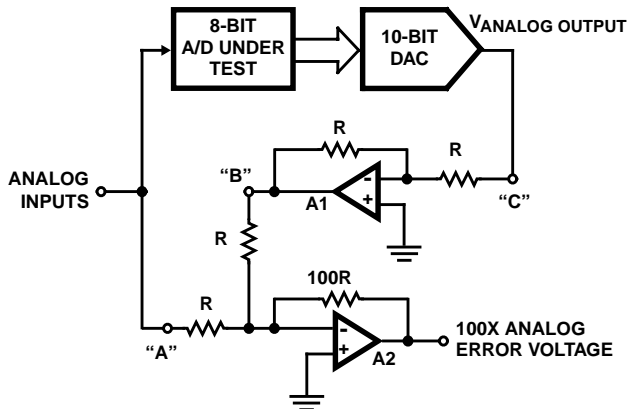 8-BIT
A/D UNDER
TEST
10-BIT
DAC
VANALOG OUTPUT
R
R
ANALOG
INPUTS
“B”
A1
-
+
“C”
R
100R
R
“A”
-
+
A2
100X ANALOG
ERROR VOLTAGE